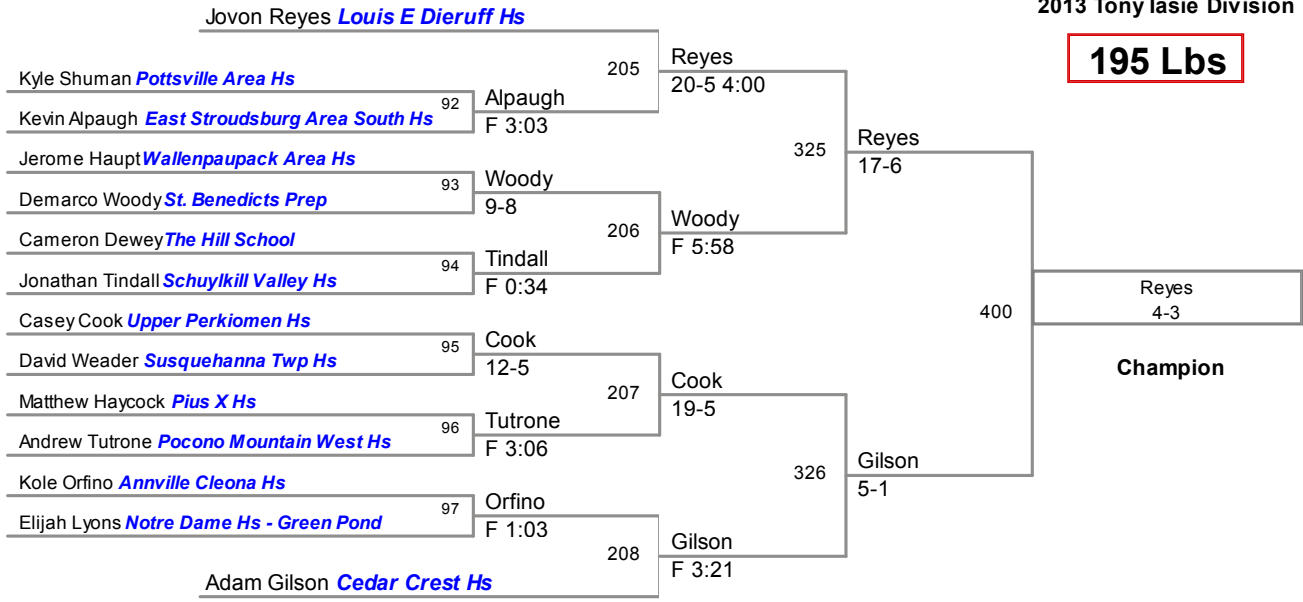 2013 Tony Iasie Division
195 Lbs
Jovon Reyes Louis E Dieruff Hs
Kyle Shuman Pottsville Area Hs
Kevin Alpaugh East Stroudsburg Area South Hs
Jerome Haupt Wallenpaupack Area Hs
Demarco Woody St. Benedicts Prep
Cameron Dewey The Hill School
Jonathan Tindall Schuylkill Valley Hs
Casey Cook Upper Perkiomen Hs
David Weader Susquehanna Twp Hs
Matthew Haycock Pius X Hs
Andrew Tutrone Pocono Mountain West Hs
Kole Orfino Annville Cleona Hs
Elijah Lyons Notre Dame Hs - Green Pond
Adam Gilson Cedar Crest Hs
92
Alpaugh
F 3:03
93
Woody
9-8
94
Tindall
F 0:34
95
Cook
12-5
96
Tutrone
F 3:06
97
Orfino
F 1:03
205
Reyes
20-5 4:00
206
Woody
F 5:58
207
Cook
19-5
208
Gilson
F 3:21
325
Reyes
17-6
326
Gilson
5-1
400
Reyes
4-3
Champion